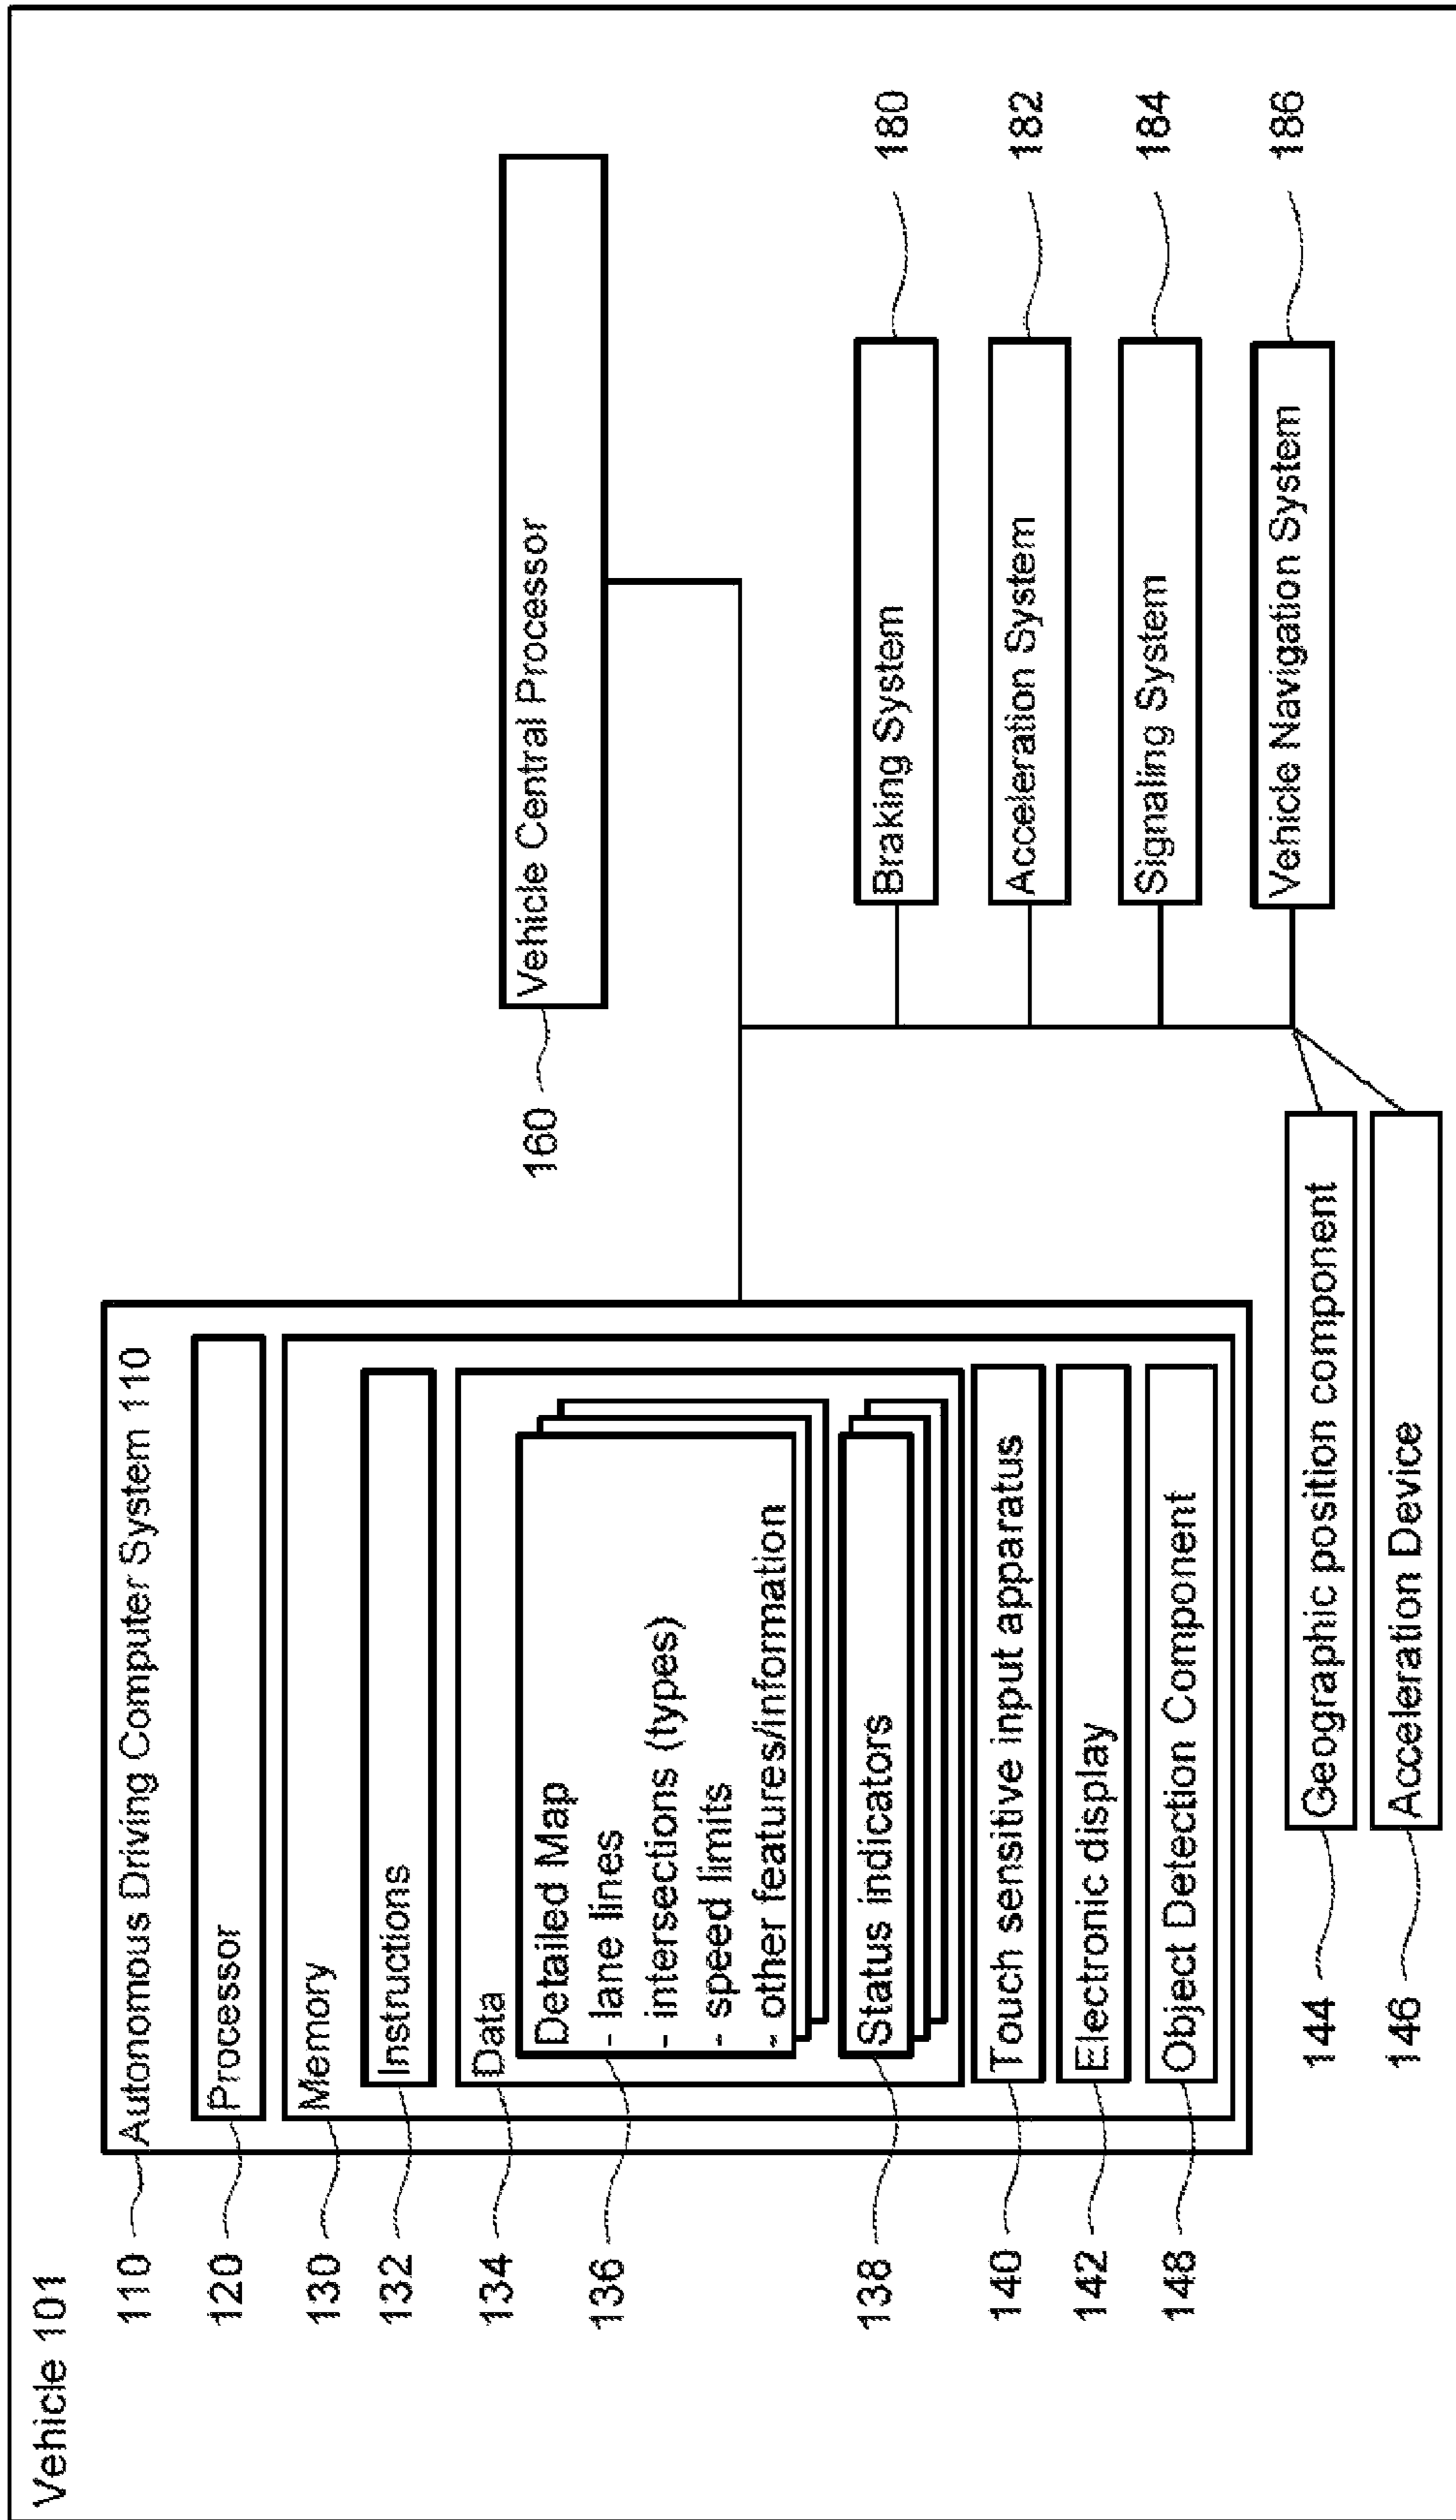 Vehicle 101
110
Autonomous Driving Computer System 110
120
Processor
130
Memory
132
Instructions
134
Data
136
Detailed Map
- lane lines
- intersections (types)
- speed limits
- other features/information
138
Status indicators
140
Touch sensitive input apparatus
142
Electronic display
148
Object Detection Component
144
Geographic position component
146
Acceleration Device
160
Vehicle Central Processor
Braking System
180
Acceleration System
182
Signaling System
184
Vehicle Navigation System
186